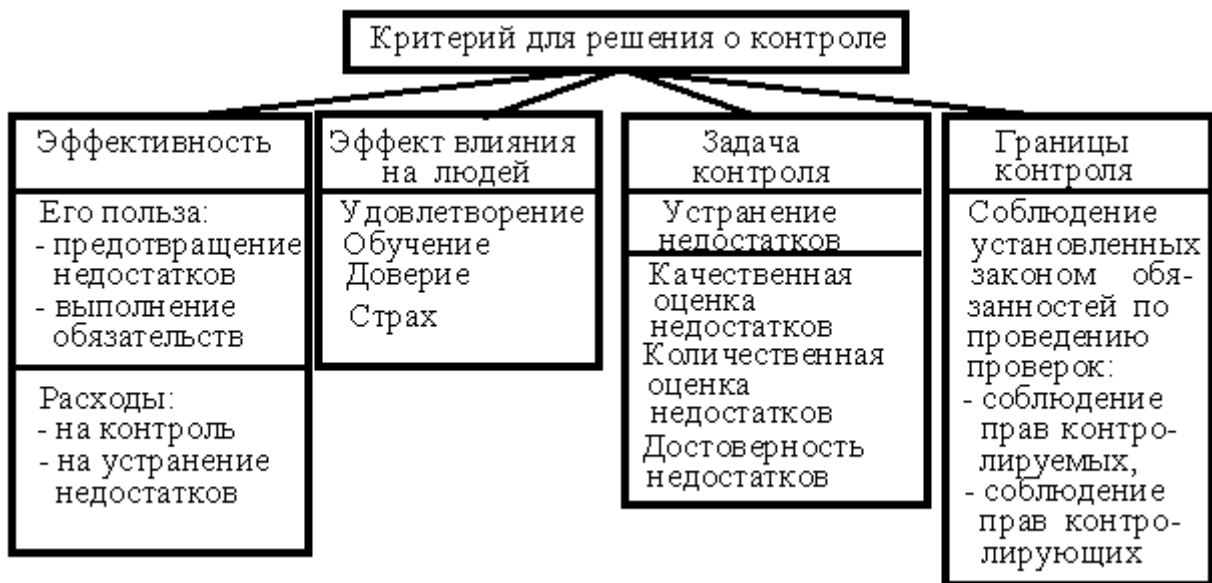 Критерий для решения о контроле
Эффективность
Его польза:
- предотвращение
недостатков
- выполнение
обязательств
Расходы:
- на контроль
- на устранение
недостатков
Эффект влияния
на людей
Удовлетворение
Обучение
Доверие
Страх
Задача
контроля
Устранение
недостатков
Качественная
оценка
недостатков
Количественная
оценка
недостатков
Достоверность
недостатков
Границы
контроля
Соблюдение
установленных
законом обя-
занностей по
проведению
проверок:
- соблюдение
прав контро-
лируемых,
- соблюдение
прав контро-
лирующих